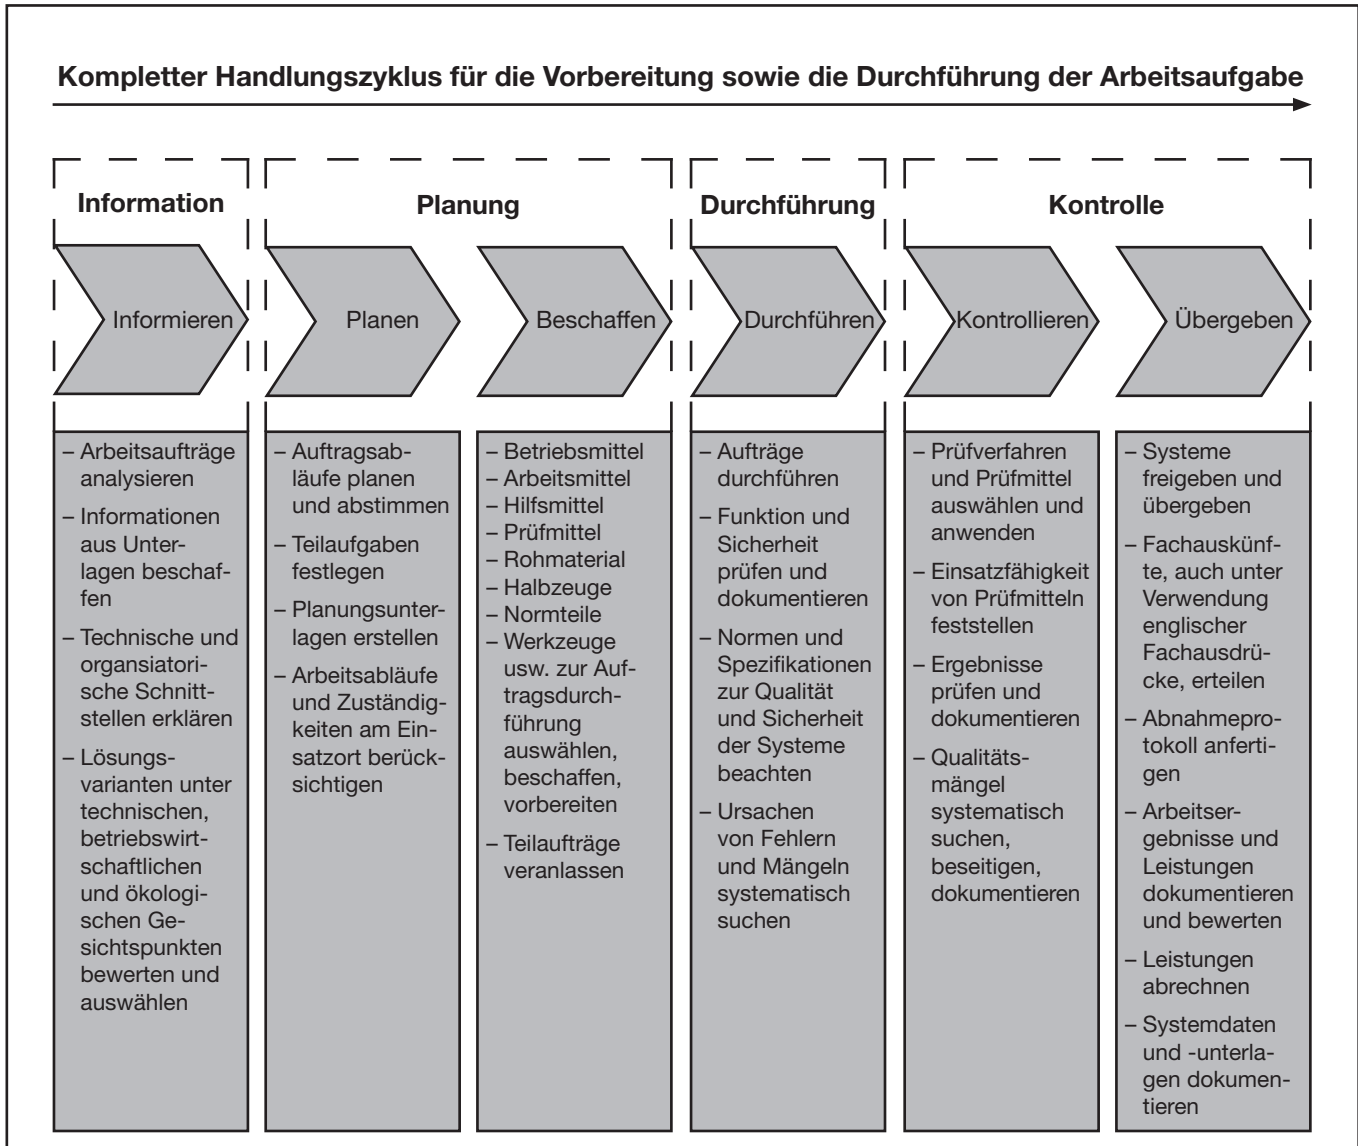 Kompletter Handlungszyklus für die Vorbereitung sowie die Durchführung der Arbeitsaufgabe
Information
Planung
Durchführung
Kontrolle
Informieren
Planen
Beschaffen
Durchführen
Kontrollieren
Übergeben
– Arbeitsaufträge
analysieren
– Informationen
aus Unter-
lagen beschaf-
fen
– Technische und
organsiatori-
sche Schnitt-
stellen erklären
– Lösungs-
varianten unter
technischen,
betriebswirt-
schaftlichen
und ökologi-
schen Ge-
sichtspunkten
bewerten und
auswählen
– Auftragsab-
läufe planen
und abstimmen
– Teilaufgaben
festlegen
– Planungsunter-
lagen erstellen
– Arbeitsabläufe
und Zuständig-
keiten am Ein-
satzort berück-
sichtigen
– Betriebsmittel
– Arbeitsmittel
– Hilfsmittel
– Prüfmittel
– Rohmaterial
– Halbzeuge
– Normteile
– Werkzeuge
usw. zur Auf-
tragsdurch-
führung
auswählen,
beschaffen,
vorbereiten
– Teilaufträge
veranlassen
– Aufträge
durchführen
– Funktion und
Sicherheit
prüfen und
dokumentieren
– Normen und
Spezifikationen
zur Qualität
und Sicherheit
der Systeme
beachten
– Ursachen
von Fehlern
und Mängeln
systematisch
suchen
– Prüfverfahren
und Prüfmittel
auswählen und
anwenden
– Einsatzfähigkeit
von Prüfmitteln
feststellen
– Ergebnisse
prüfen und
dokumentieren
– Qualitäts-
mängel
systematisch
suchen,
beseitigen,
dokumentieren
– Systeme
freigeben und
übergeben
– Fachauskünf-
te, auch unter
Verwendung
englischer
Fachausdrü-
cke, erteilen
– Abnahmepro-
tokoll anferti-
gen
– Arbeitser-
gebnisse und
Leistungen
dokumentieren
und bewerten
– Leistungen
abrechnen
– Systemdaten
und -unterla-
gen dokumen-
tieren